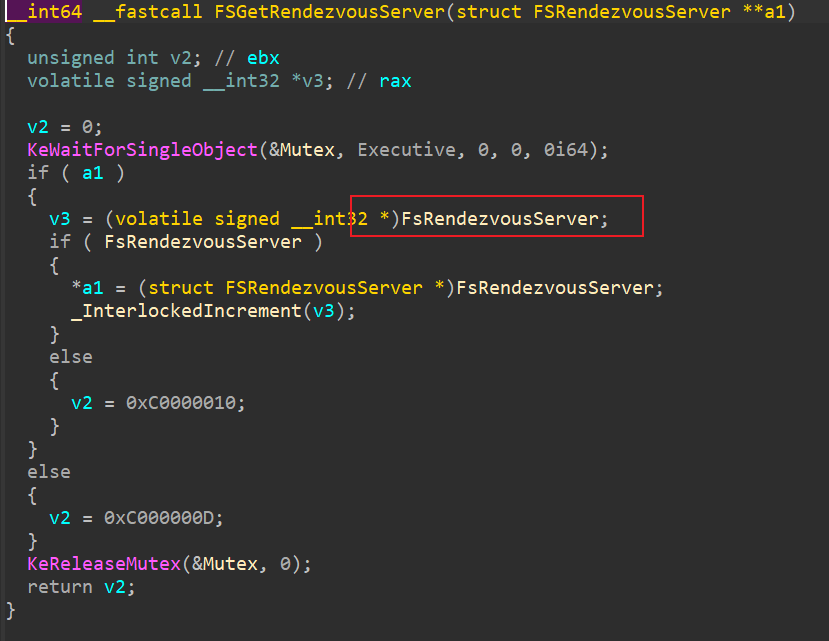 __int64 __fastcall FSGetRendezvousServer(struct FSRendezvousServer **a1)
{
  unsigned int v2; // ebx
  volatile signed __int32 *v3; // rax

  v2 = 0;
  KeWaitForSingleObject(&Mutex, Executive, 0, 0, 0i64);
  if ( a1 )
  {
    v3 = (volatile signed __int32 *)FsRendezvousServer;
    if ( FsRendezvousServer )
    {
      *a1 = (struct FSRendezvousServer *)FsRendezvousServer;
      _InterlockedIncrement(v3);
    }
    else
    {
      v2 = 0xC0000010;
    }
  }
  else
  {
    v2 = 0xC000000D;
  }
  KeReleaseMutex(&Mutex, 0);
  return v2;
}